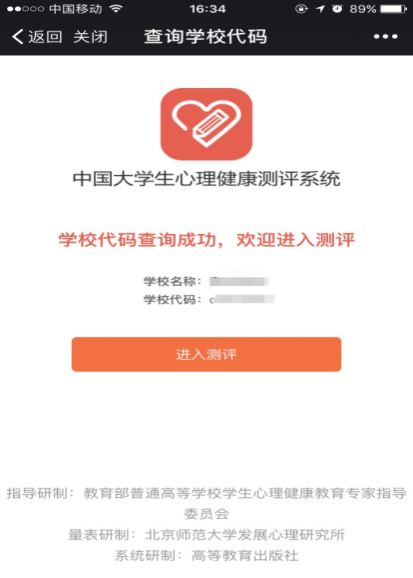 中国移动 16:34 89%
返回 关闭 查询学校代码 •••
中国大学生心理健康测评系统
学校代码查询成功，欢迎进入测评
学校名称：
学校代码：c
进入测评
指导研制：教育部普通高等学校学生心理健康教育专家指导
委员会
量表研制：北京师范大学发展心理研究所
系统研制：高等教育出版社